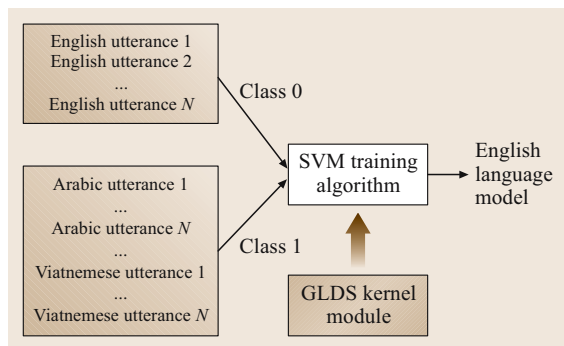 English utterance 1
English utterance 2
...
English utterance N
Class 0
Arabic utterance 1
...
Arabic utterance N
...
Viatnemese utterance 1
...
Viatnemese utterance N
Class 1
SVM training
algorithm
English
language
model
GLDS kernel
module